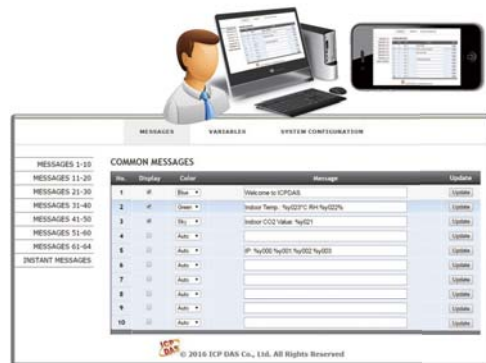 MESSAGES VARIABLES SYSTEM CONFIGURATION
MESSAGES 1-10
MESSAGES 11-20
MESSAGES 21-30
MESSAGES 31-40
MESSAGES 41-50
MESSAGES 51-60
MESSAGES 61-64
INSTANT MESSAGES
COMMON MESSAGES
No. Display Color Message Update
1 Blue Welcome to ICPDAS Update
2 Green Indoor Temp.: %y023°C RH:%y022% Update
3 Sky Indoor CO2 Value: %y021 Update
4 Auto Update
5 Auto IP: %y000 %y001 %y002 %y003 Update
6 Auto Update
7 Auto Update
8 Auto Update
9 Auto Update
10 Auto Update
ICP DAS © 2016 ICP DAS Co., Ltd. All Rights Reserved